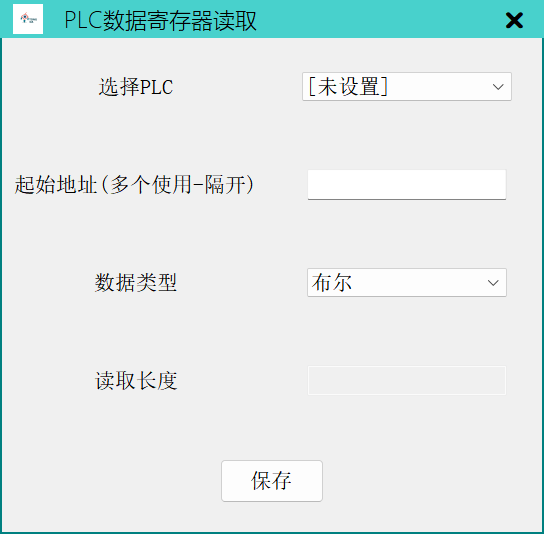 PLC数据寄存器读取
选择PLC
[未设置]
起始地址(多个使用-隔开)
数据类型
布尔
读取长度
保存